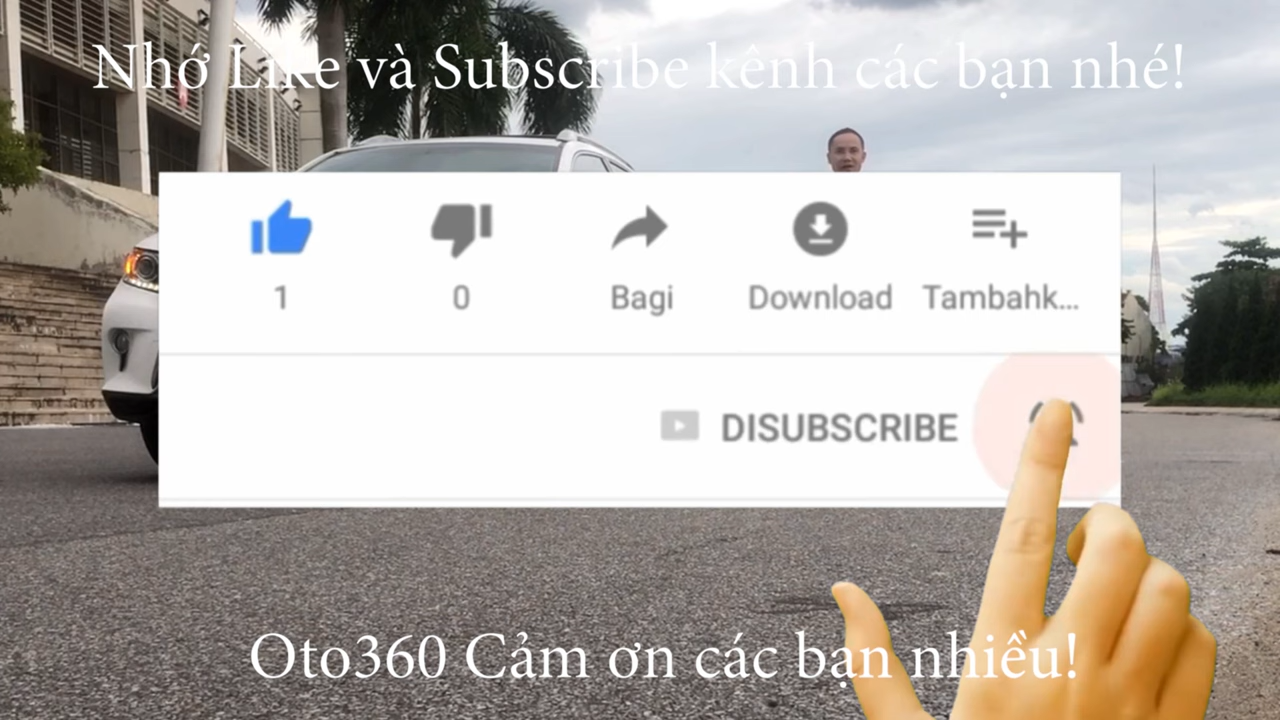 Nhớ Like và Subscribe kênh các bạn nhé!
1 0 Bagi Download Tambahk...
DISUBSCRIBE
Oto360 Cảm ơn các bạn nhiều!